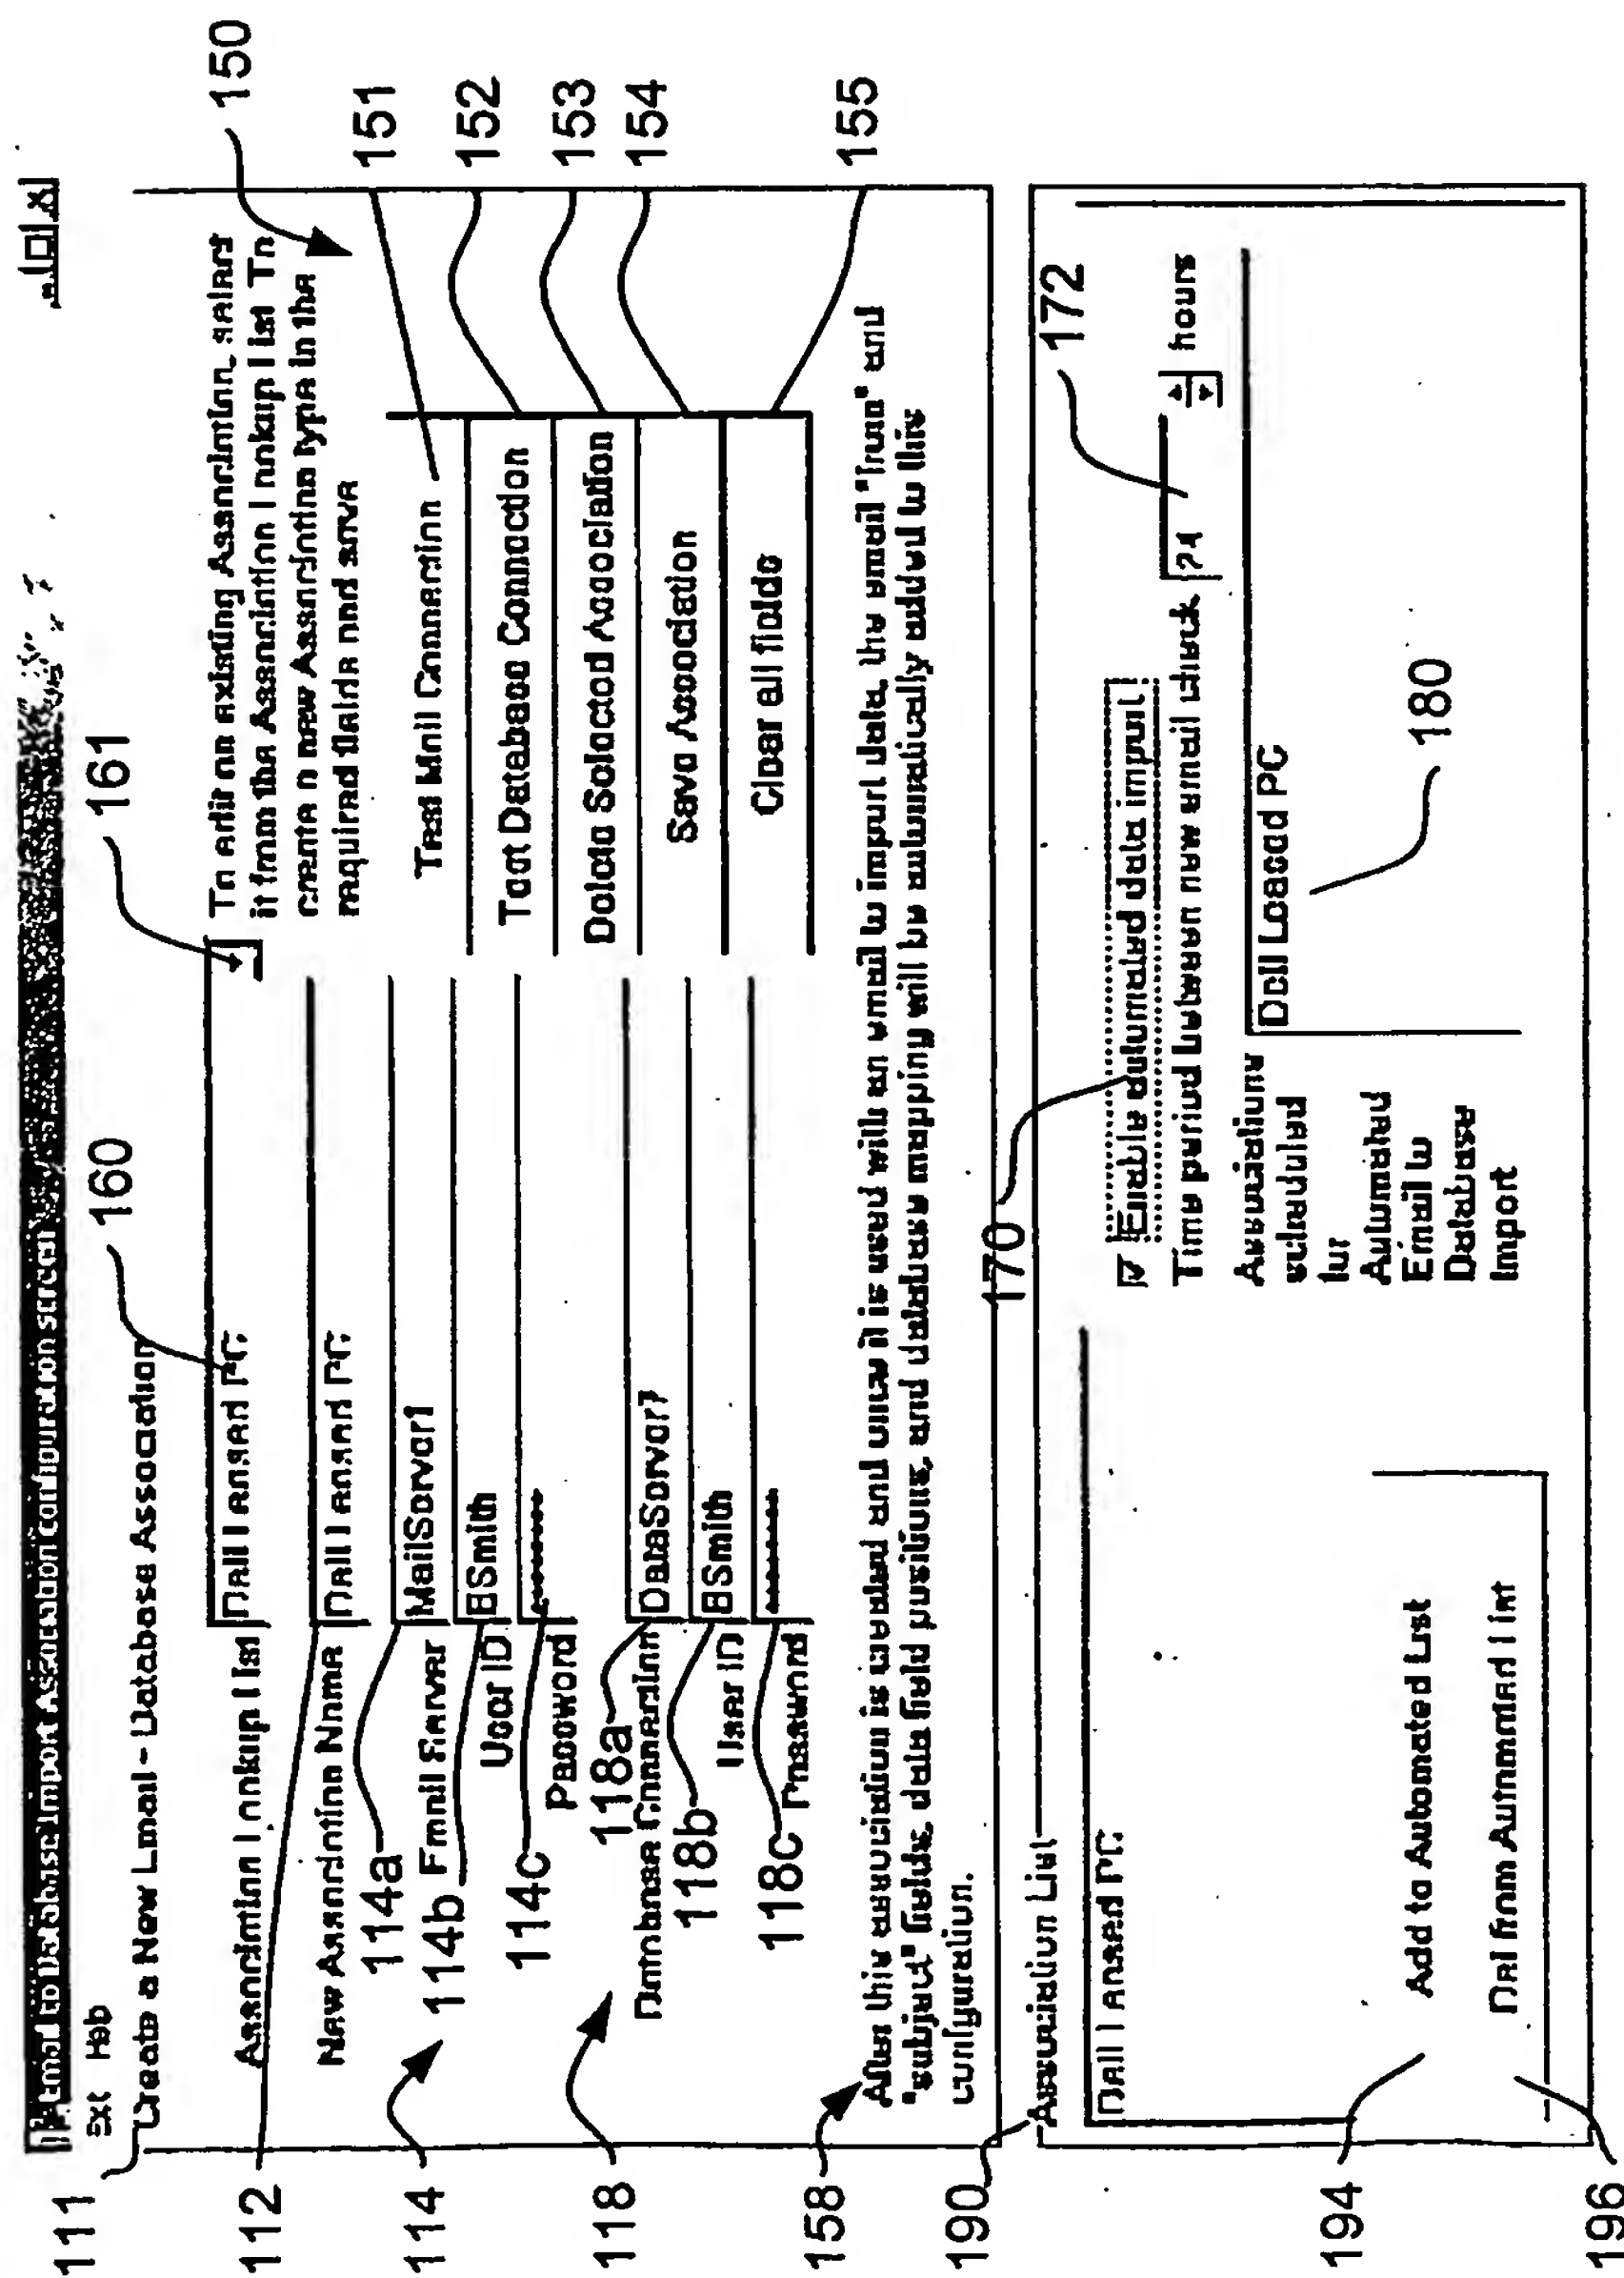 Email to Database Import Association configuration screen
Exit Help
111
Create a New Email - Database Association
Association Lookup List
Dell Leased PC
160
161
To edit an existing Association, select
it from the Association Lookup List To
create a new Association type in the
required fields and save
150
112
New Association Name
Dell Leased PC
114
114a
Email Server
MailServer1
114b
User ID
BSmith
114c
Password
*******
118
118a
Database Connection
DataServer7
118b
User ID
BSmith
118c
Password
*******
Test Mail Connection
151
Test Database Connection
152
Delete Selected Association
153
Save Association
154
Clear all fields
155
158
After this association is created and once it is used with an email to import data, the email "from" and
"subject" fields, data field positions, and database mapping will be automatically added to this
configuration.
190
Association List
Dell Leased PC
194
Add to Automated List
196
Del from Automated List
170
Enable automated data import
Time period between new email check
24
hours
172
Associations
scheduled
for
Automated
Email to
Database
Import
Dell Leased PC
180